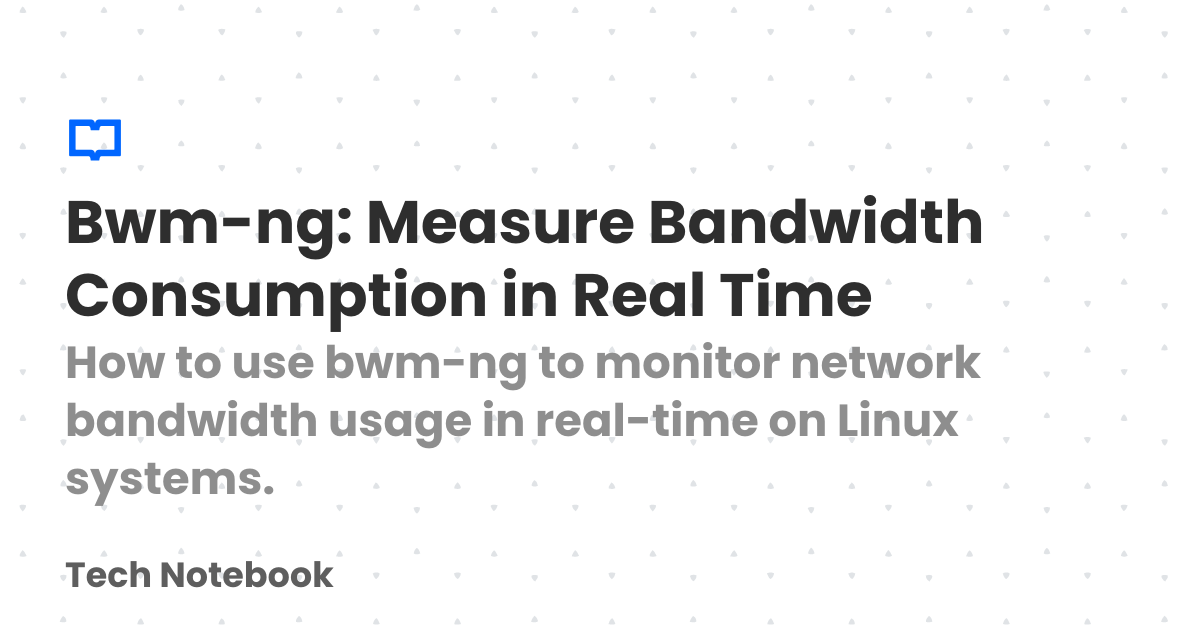 Bwm-ng: Measure Bandwidth
Consumption in Real Time
How to use bwm-ng to monitor network
bandwidth usage in real-time on Linux
systems.
Tech Notebook